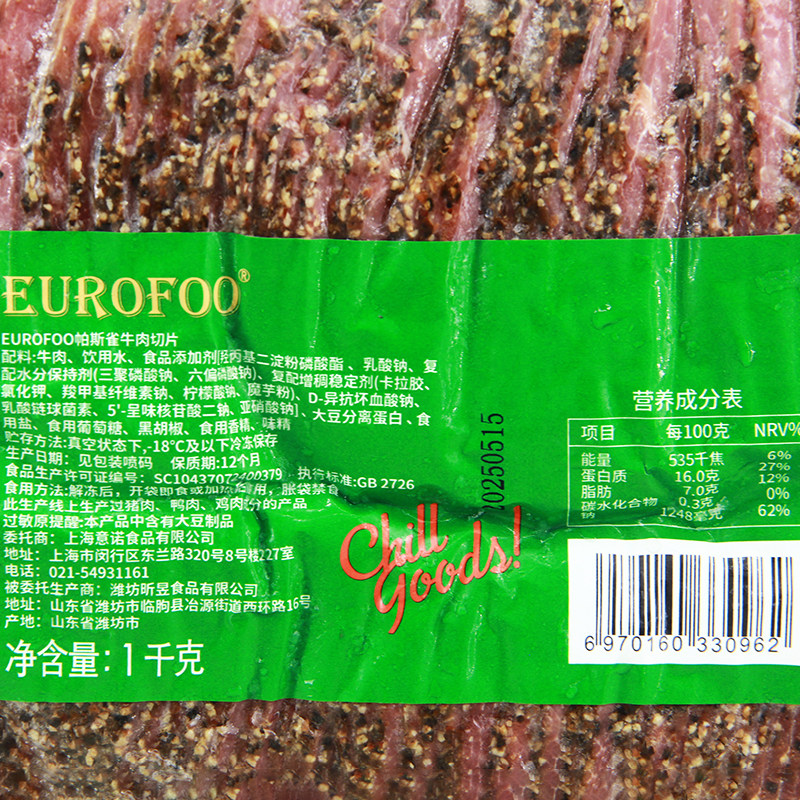 EUROFOO®
EUROFOO帕斯雀牛肉切片
配料:牛肉、饮用水、食品添加剂[羟丙基二淀粉磷酸酯、乳酸钠、复
配水分保持剂(三聚磷酸钠、六偏磷酸钠)、复配增稠稳定剂(卡拉胶、
氯化钾、羧甲基纤维素钠、柠檬酸钠、魔芋粉)、D-异抗坏血酸钠、
乳酸链球菌素、5'-呈味核苷酸二钠、亚硝酸钠]、大豆分离蛋白、食
用盐、食用葡萄糖、黑胡椒、食用香精、味精
贮存方法:真空状态下,-18℃及以下冷冻保存
生产日期: 见包装喷码 保质期:12个月
食品生产许可证编号: SC10437072400379 执行标准:GB 2726
食用方法:解冻后,开袋即食或加热食用,胀袋禁食
此生产线上生产过猪肉、鸭肉、鸡肉成分的产品
过敏原提醒:本产品中含有大豆制品
委托商: 上海意诺食品有限公司
地址: 上海市闵行区东兰路320号8号楼227室
电话: 021-54931161
被委托生产商: 潍坊昕昱食品有限公司
地址: 山东省潍坊市临朐县冶源街道西环路16号
产地: 山东省潍坊市
净含量: 1千克
20250515
Chill
Goods!
营养成分表
项目 每100克 NRV%
能量 535千焦 6%
蛋白质 16.0克 27%
脂肪 7.0克 12%
碳水化合物 0.3克 0%
钠 1248毫克 62%
6 970160 330962